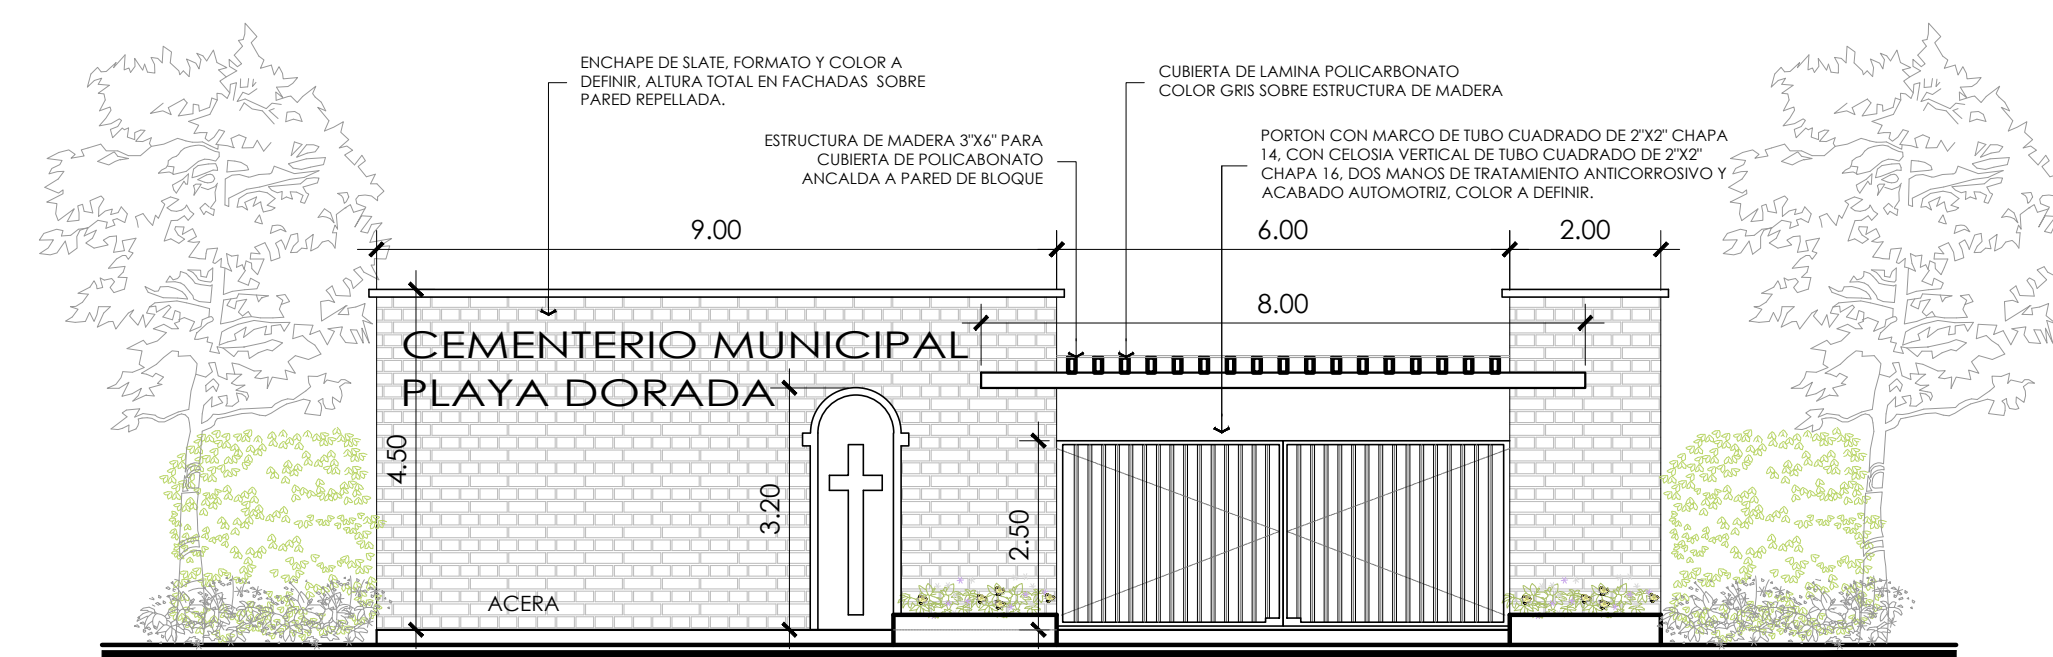 ENCHAPE DE SLATE, FORMATO Y COLOR A
DEFINIR, ALTURA TOTAL EN FACHADAS SOBRE
PARED REPELLADA.
CUBIERTA DE LAMINA POLICARBONATO
COLOR GRIS SOBRE ESTRUCTURA DE MADERA
ESTRUCTURA DE MADERA 3"X6" PARA
CUBIERTA DE POLICABONATO
ANCALDA A PARED DE BLOQUE
PORTON CON MARCO DE TUBO CUADRADO DE 2"X2" CHAPA
14, CON CELOSIA VERTICAL DE TUBO CUADRADO DE 2"X2"
CHAPA 16, DOS MANOS DE TRATAMIENTO ANTICORROSIVO Y
ACABADO AUTOMOTRIZ, COLOR A DEFINIR.
9.00
6.00
2.00
8.00
CEMENTERIO MUNICIPAL
PLAYA DORADA
4.50
3.20
2.50
ACERA